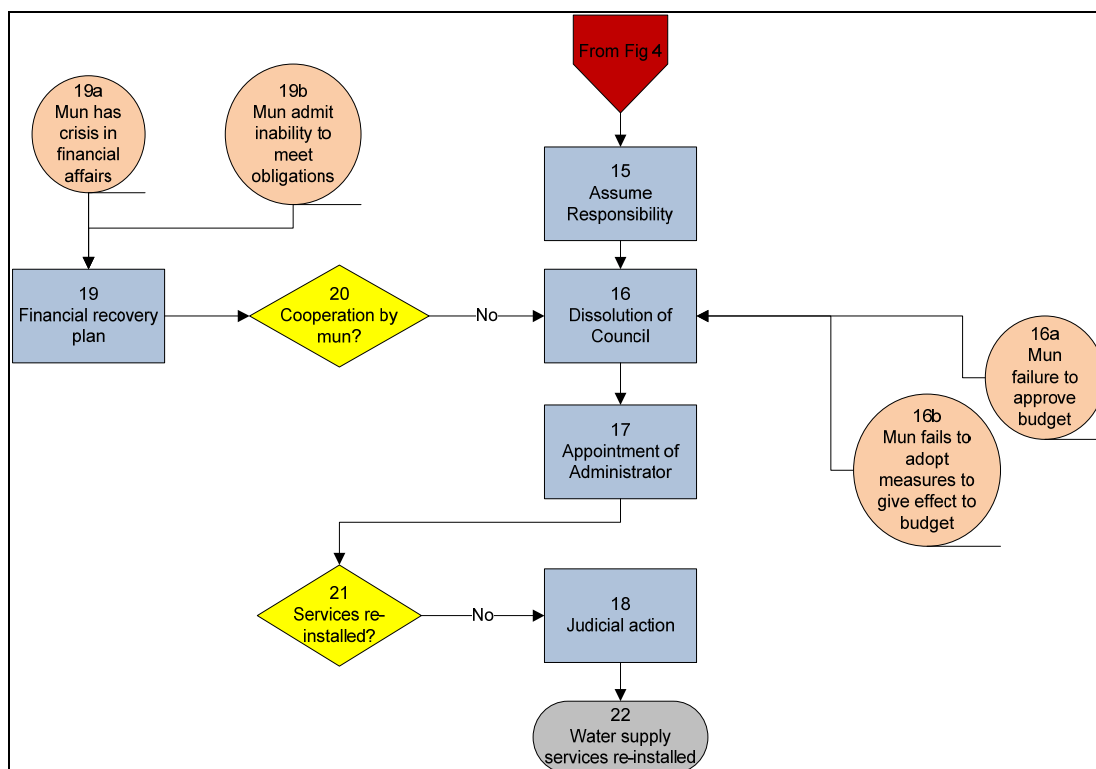 From Fig 4
19a
Mun has
crisis in
financial
affairs
19b
Mun admit
inability to
meet
obligations
15
Assume
Responsibility
19
Financial recovery
plan
20
Cooperation by
mun?
No
16
Dissolution of
Council
16a
Mun
failure to
approve
budget
16b
Mun fails to
adopt
measures to
give effect to
budget
17
Appointment of
Administrator
21
Services re-
installed?
No
18
Judicial action
22
Water supply
services re-installed